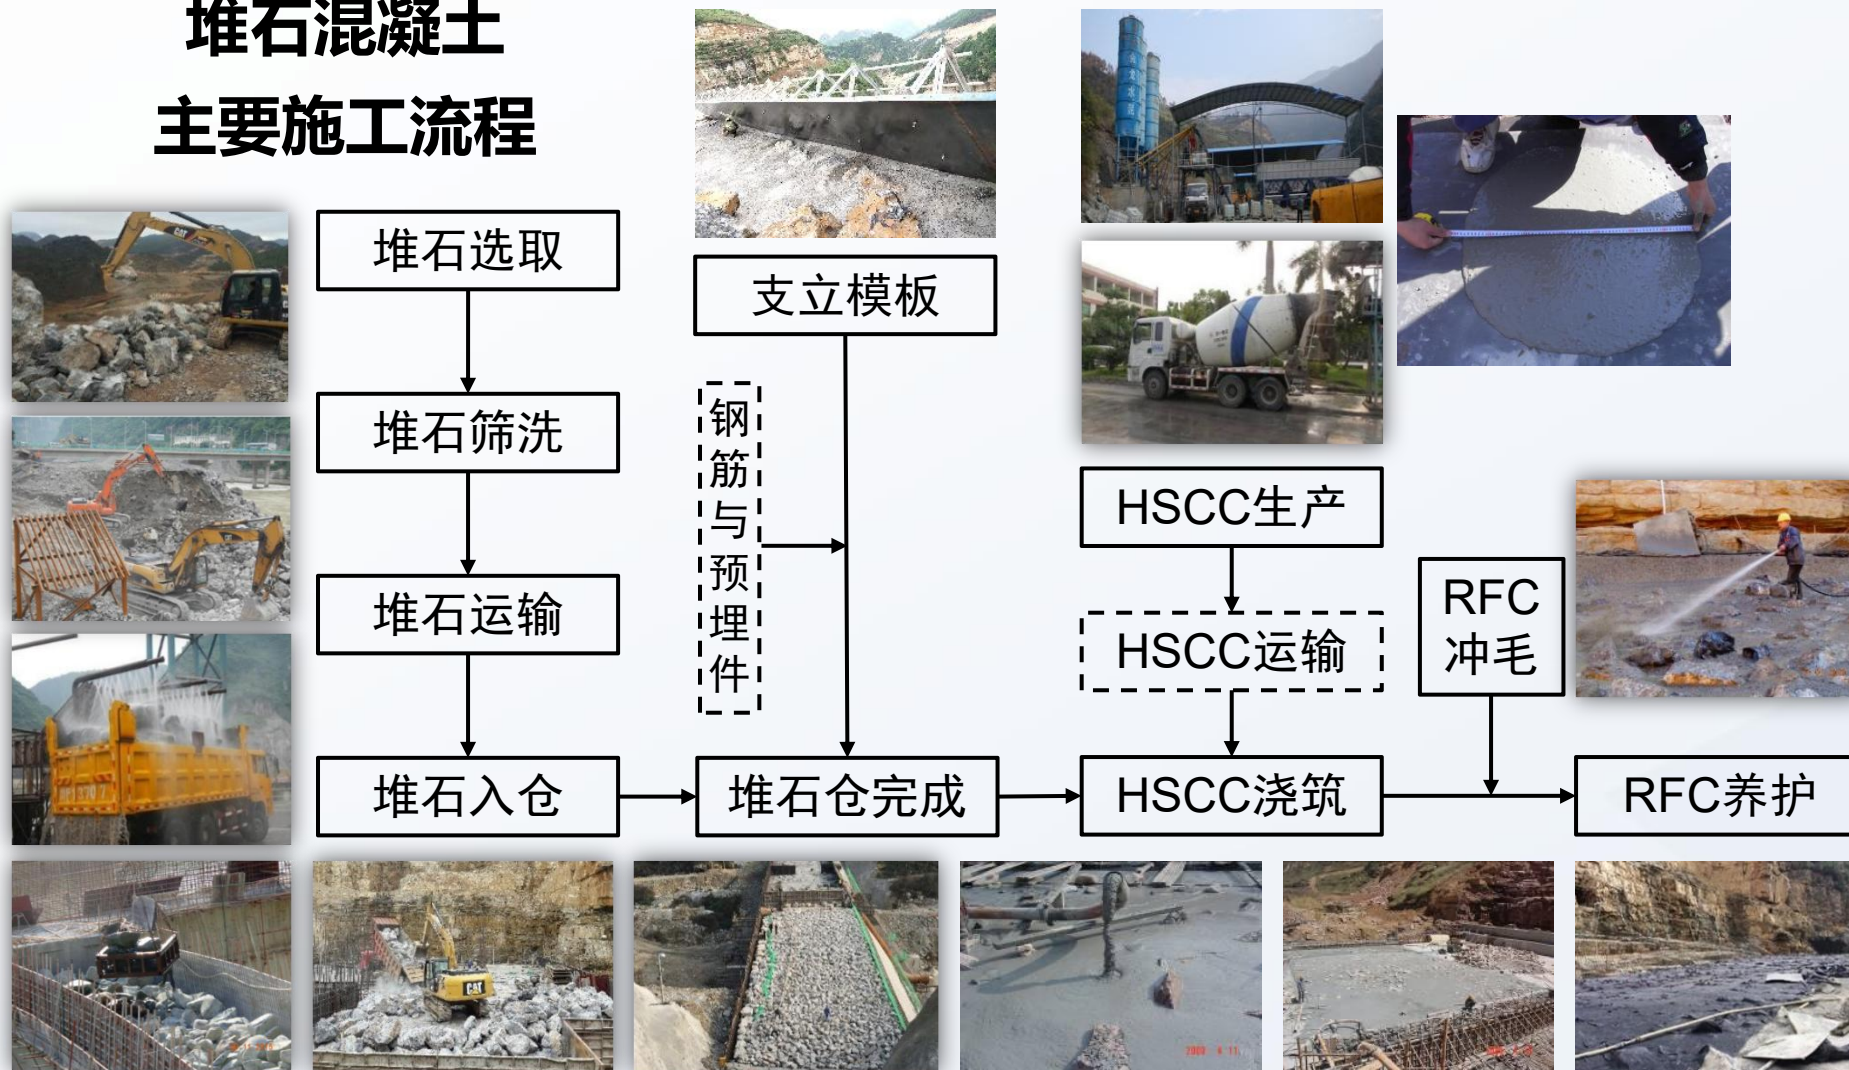 堆石混凝土
主要施工流程
堆石选取
堆石筛洗
堆石运输
堆石入仓
支立模板
钢筋与预埋件
堆石仓完成
HSCC生产
HSCC运输
HSCC浇筑
RFC
冲毛
RFC养护
CAT
CAT